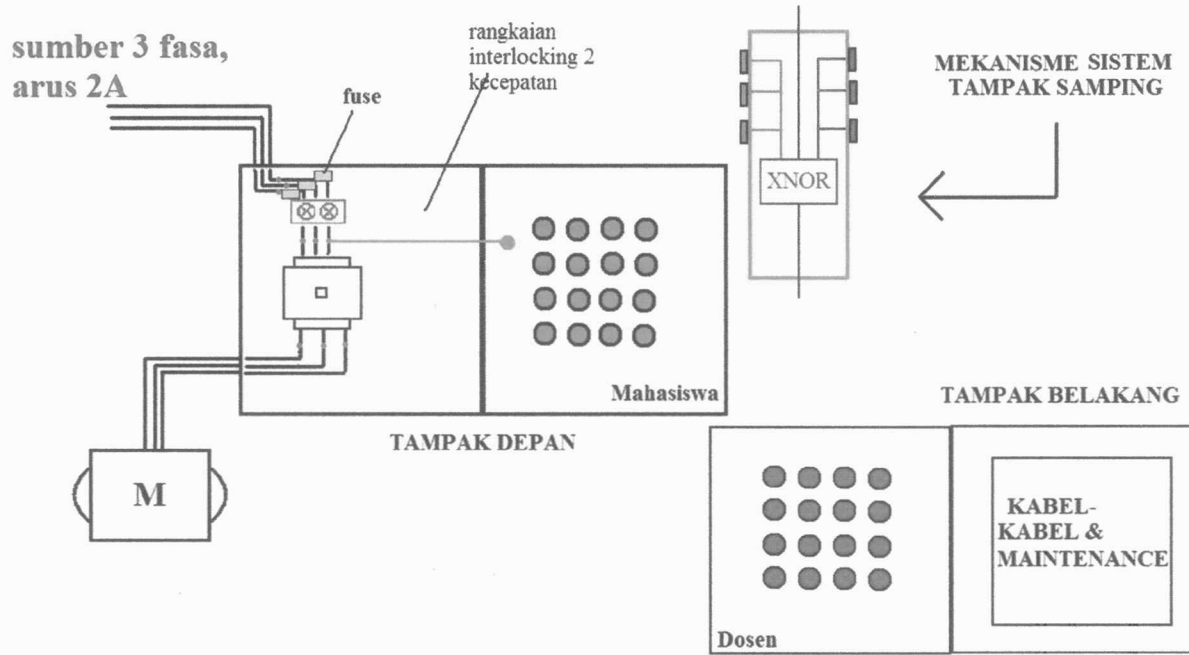 sumber 3 fasa,
arus 2A
fuse
rangkaian
interlocking 2
kecepatan
XNOR
MEKANISME SISTEM
TAMPAK SAMPING
Mahasiswa
TAMPAK DEPAN
M
TAMPAK BELAKANG
Dosen
KABEL-
KABEL &
MAINTENANCE